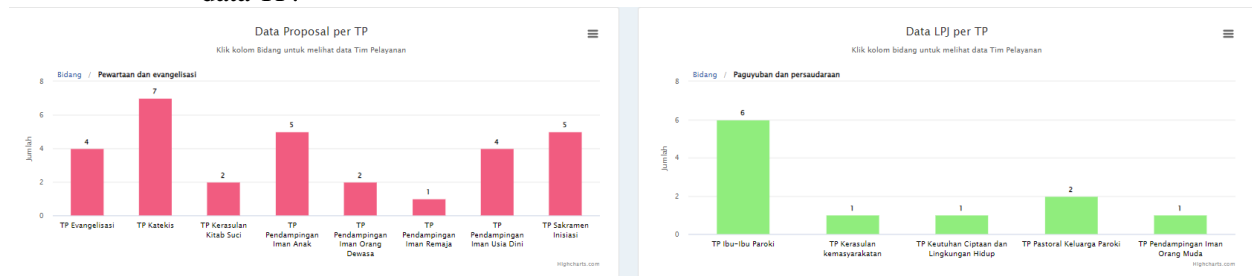 Data Proposal per TP
Klik kolom Bidang untuk melihat data Tim Pelayanan
Bidang / Pewartaan dan evangelisasi
Jumlah
8
6
4
2
0
4
7
2
5
2
1
4
5
TP Evangelisasi
TP Katekis
TP Kerasulan
Kitab Suci
TP
Pendampingan
Iman Anak
TP
Pendampingan
Iman Orang
Dewasa
TP
Pendampingan
Iman Remaja
TP
Pendampingan
Iman Usia Dini
TP Sakramen
Inisiasi
Highcharts.com
Data LPJ per TP
Klik kolom bidang untuk melihat data Tim Pelayanan
Bidang / Paguyuban dan persaudaraan
Jumlah
8
6
4
2
0
6
1
1
2
1
TP Ibu-Ibu Paroki
TP Kerasulan
kemasyarakatan
TP Keutuhan Ciptaan dan
Lingkungan Hidup
TP Pastoral Keluarga Paroki
TP Pendampingan Iman
Orang Muda
Highcharts.com